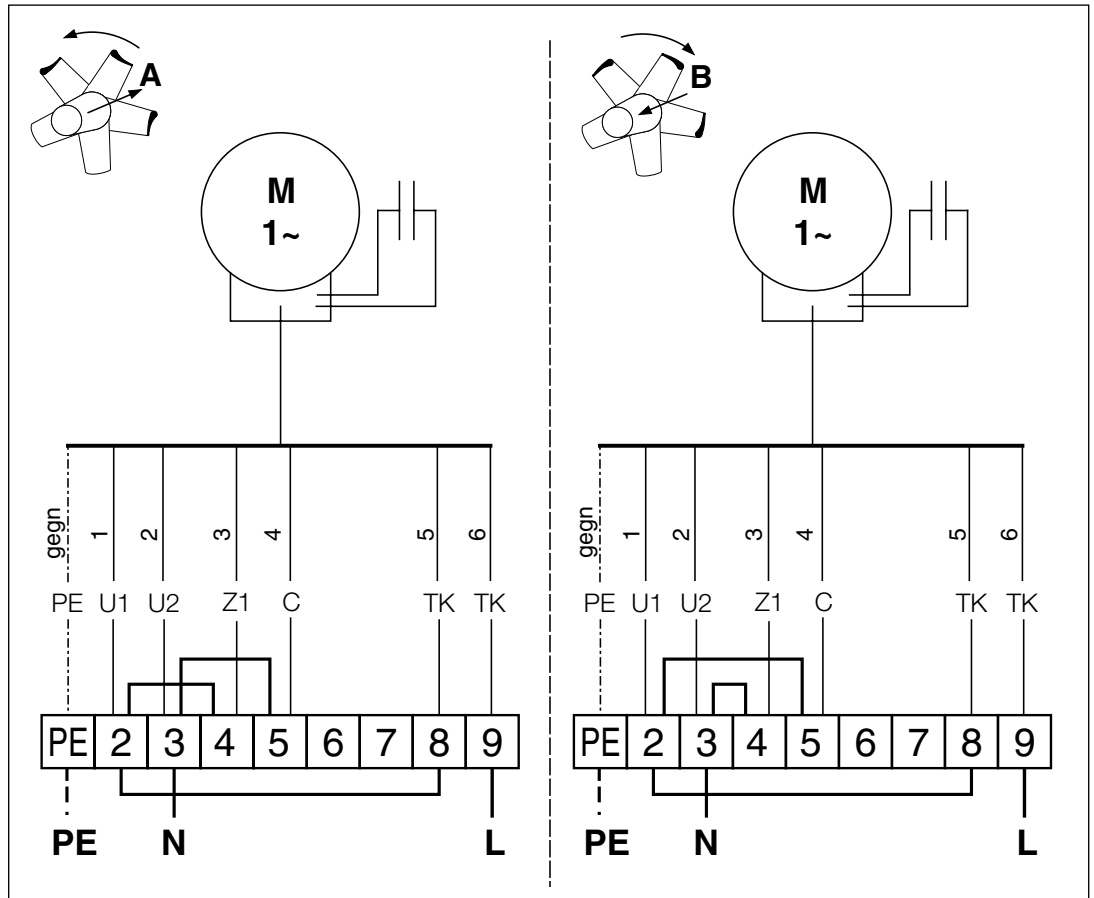 A
M
1~
gegn 1 2 3 4 5 6
PE U1 U2 Z1 C TK TK
PE 2 3 4 5 6 7 8 9
PE N L
B
M
1~
gegn 1 2 3 4 5 6
PE U1 U2 Z1 C TK TK
PE 2 3 4 5 6 7 8 9
PE N L